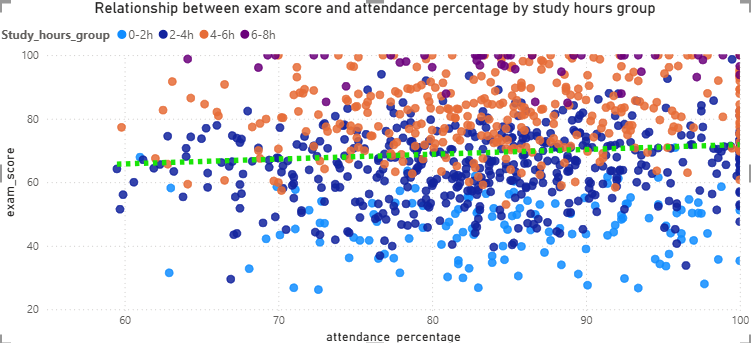 Relationship between exam score and attendance percentage by study hours group
Study_hours_group 0-2h 2-4h 4-6h 6-8h
100
80
60
40
20
exam_score
60 70 80 90 100
attendance_percentage